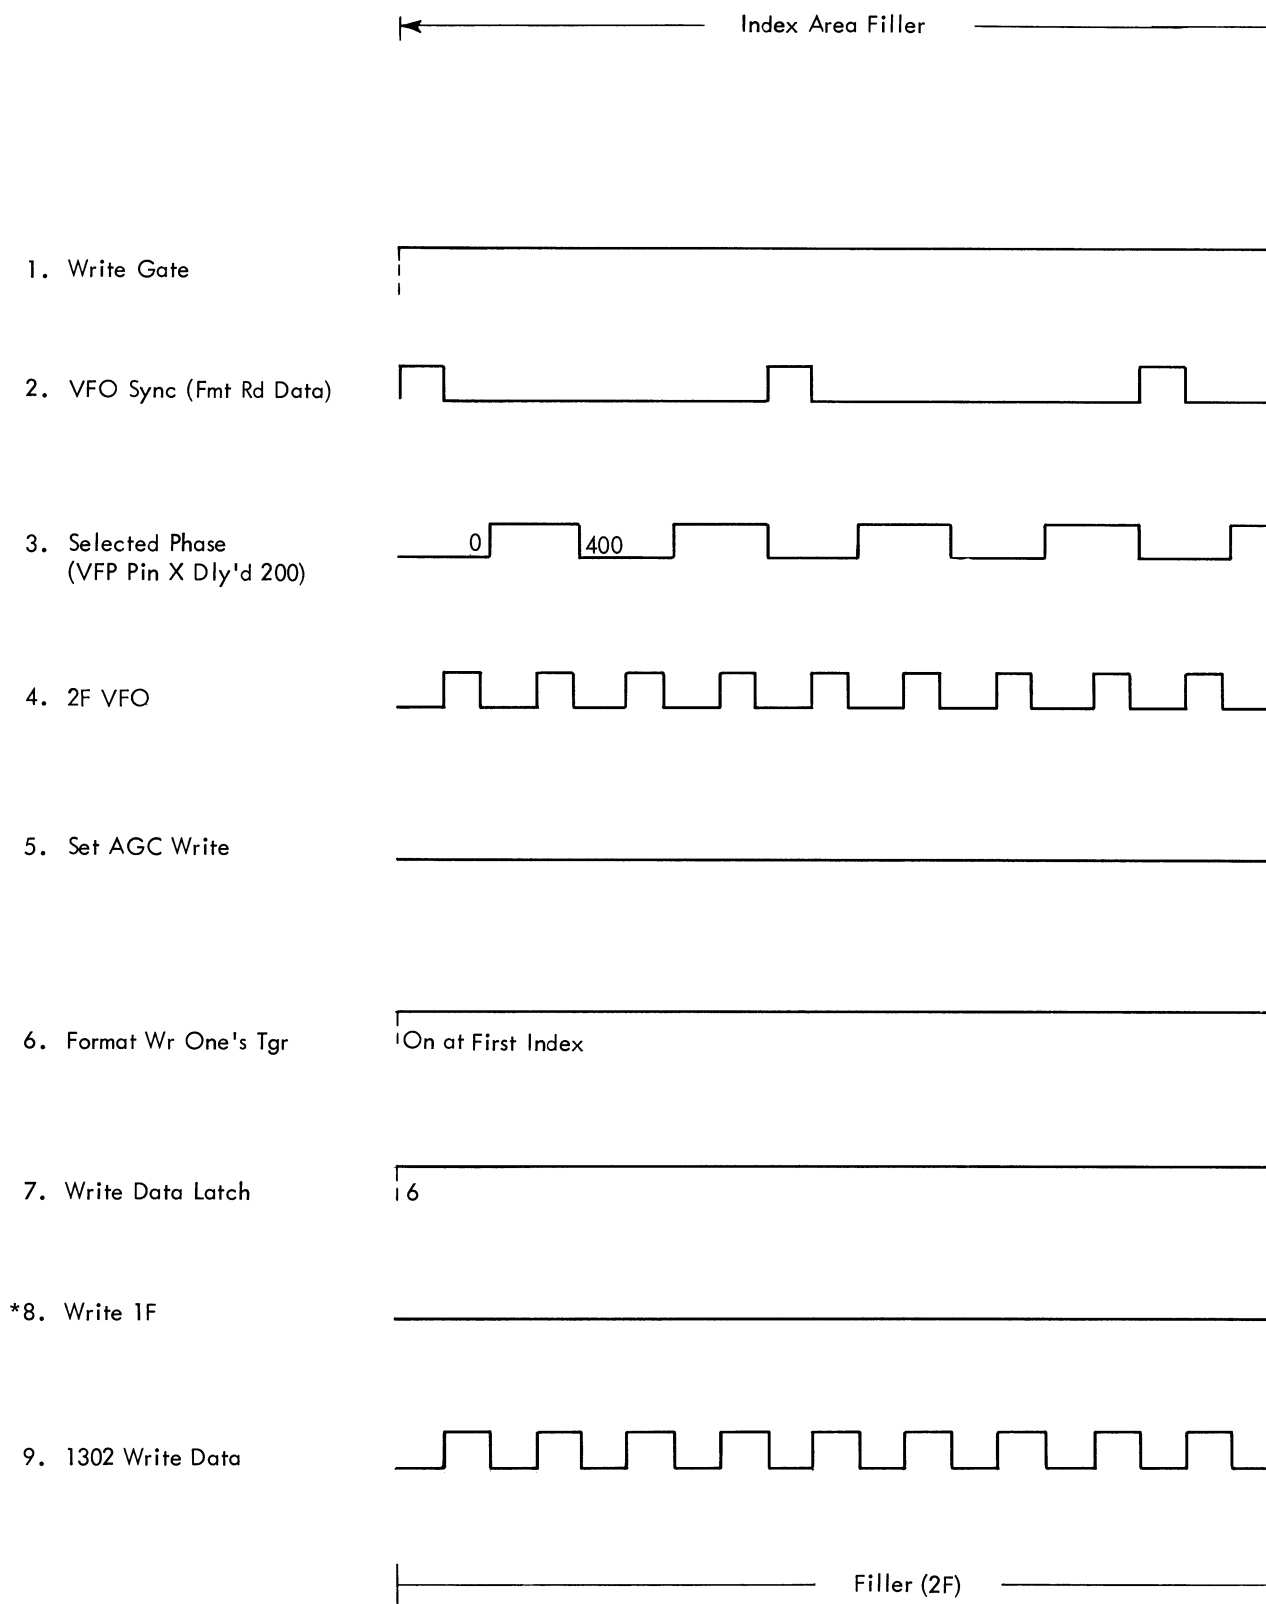 Index Area Filler
1. Write Gate
2. VFO Sync (Fmt Rd Data)
3. Selected Phase
(VFP Pin X Dly'd 200)
0
400
4. 2F VFO
5. Set AGC Write
6. Format Wr One's Tgr
On at First Index
7. Write Data Latch
6
*8. Write 1F
9. 1302 Write Data
Filler (2F)